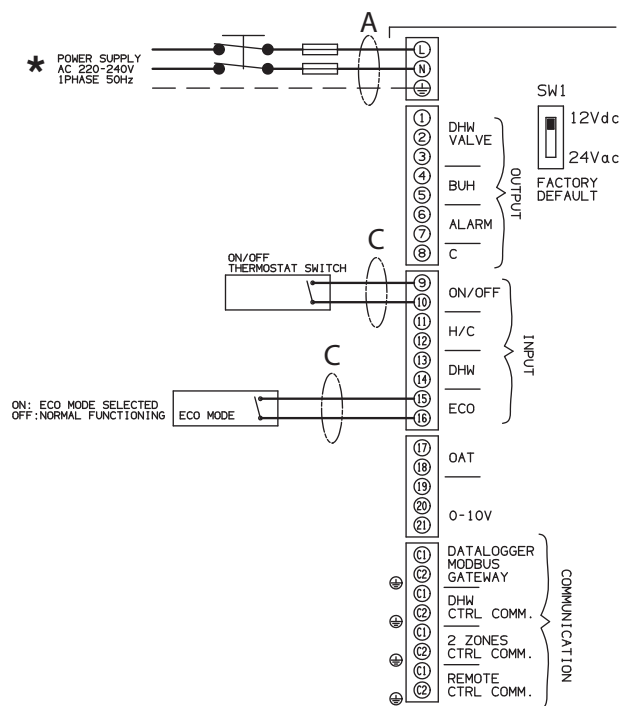 A
L
N
* POWER SUPPLY
AC 220-240V
1PHASE 50Hz
SW1
12Vdc
24Vac
FACTORY
DEFAULT
1
2
3
DHW
VALVE
4
5
BUH
6
7
ALARM
8
C
OUTPUT
ON/OFF
THERMOSTAT SWITCH
C
9
10
ON/OFF
11
12
H/C
13
14
DHW
15
16
ECO
INPUT
C
ON: ECO MODE SELECTED
OFF:NORMAL FUNCTIONING
ECO MODE
17
18
OAT
19
20
21
0-10V
C1
C2
DATALOGGER
MODBUS
GATEWAY
C1
C2
DHW
CTRL COMM.
C1
C2
2 ZONES
CTRL COMM.
C1
C2
REMOTE
CTRL COMM.
COMMUNICATION